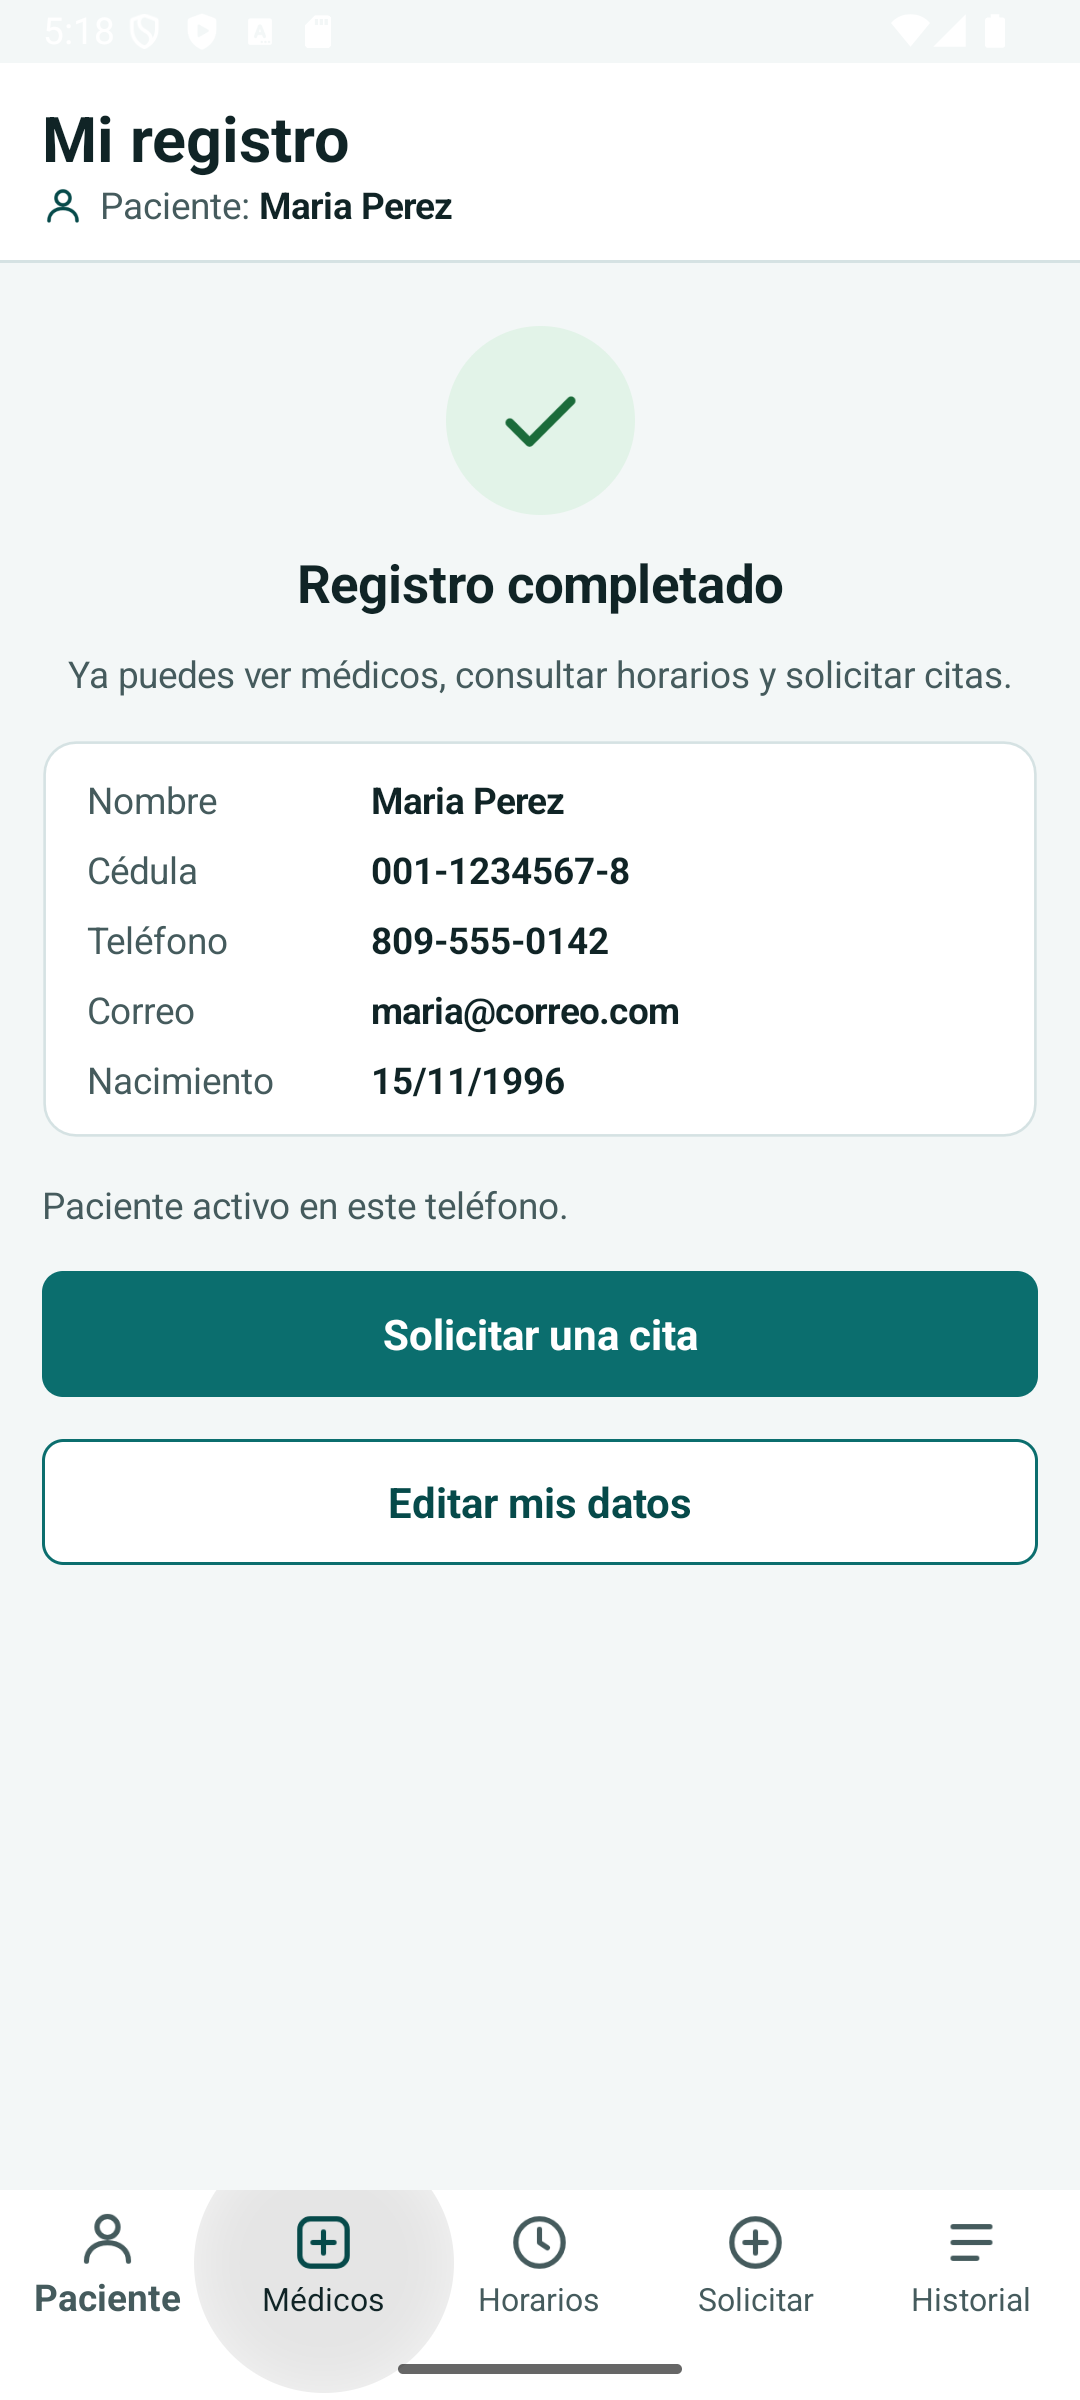 5:18
Mi registro
Paciente: Maria Perez
Registro completado
Ya puedes ver médicos, consultar horarios y solicitar citas.
Nombre Maria Perez
Cédula 001-1234567-8
Teléfono 809-555-0142
Correo maria@correo.com
Nacimiento 15/11/1996
Paciente activo en este teléfono.
Solicitar una cita
Editar mis datos
Paciente Médicos Horarios Solicitar Historial